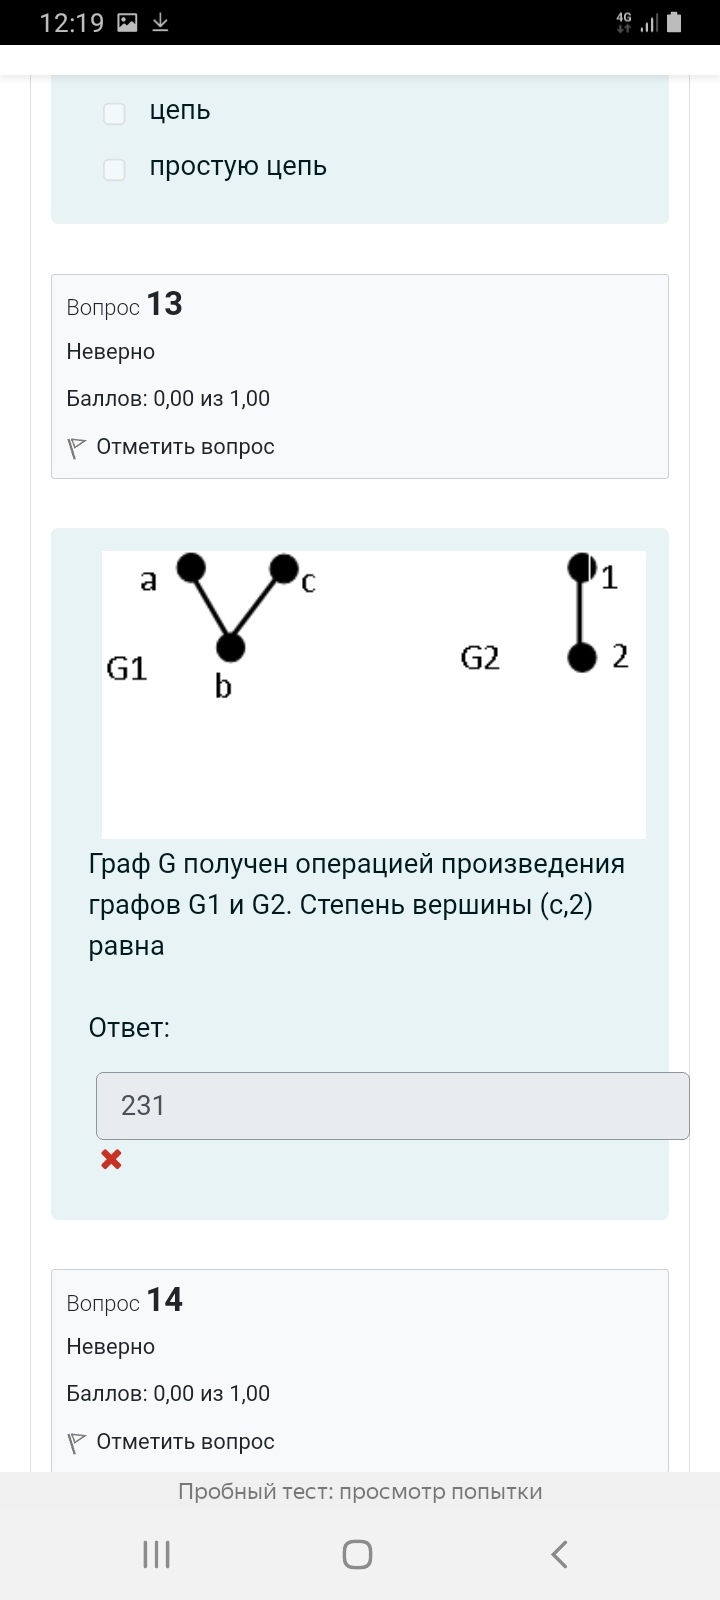 12:19 4G
цепь
простую цепь
Вопрос 13
Неверно
Баллов: 0,00 из 1,00
Отметить вопрос
a c 1
G1 b G2 2
Граф G получен операцией произведения
графов G1 и G2. Степень вершины (c,2)
равна
Ответ:
231
Вопрос 14
Неверно
Баллов: 0,00 из 1,00
Отметить вопрос
Пробный тест: просмотр попытки